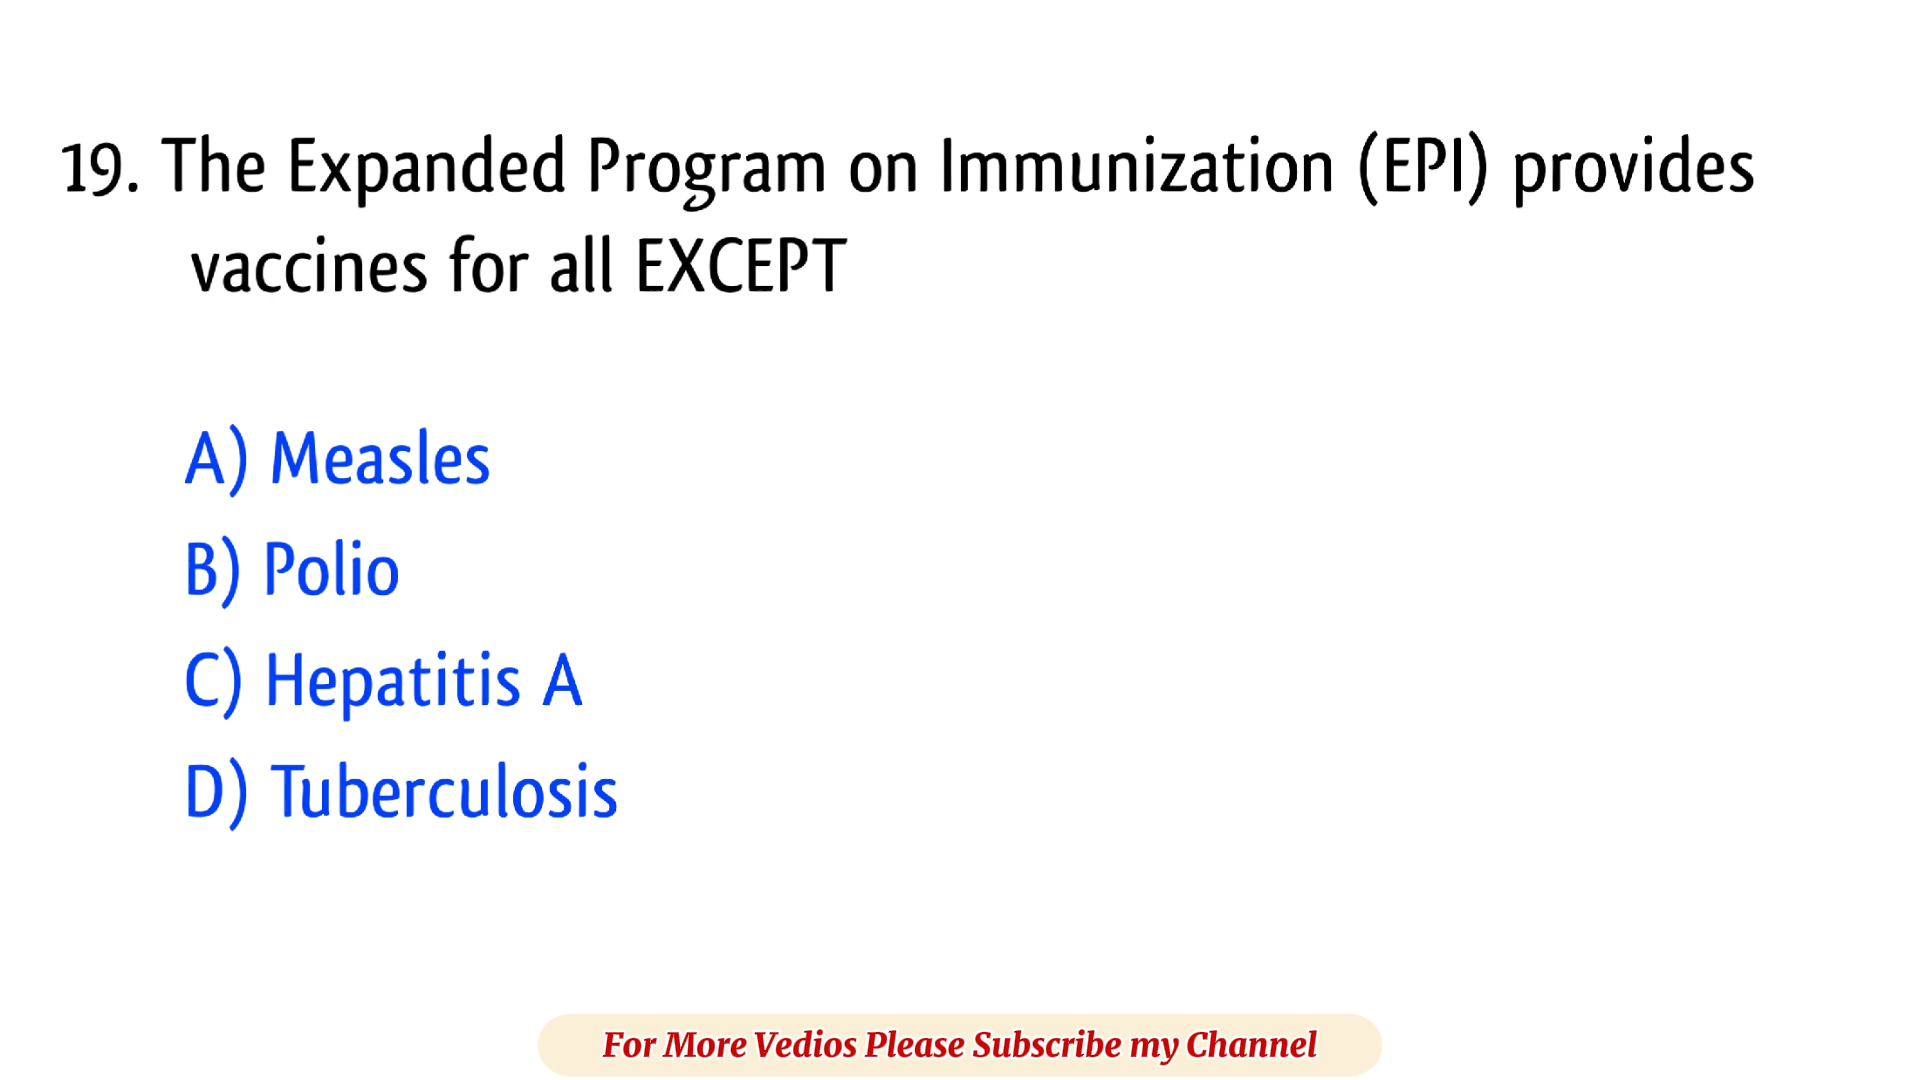 19. The Expanded Program on Immunization (EPI) provides
vaccines for all EXCEPT
A) Measles
B) Polio
C) Hepatitis A
D) Tuberculosis
For More Vedios Please Subscribe my Channel